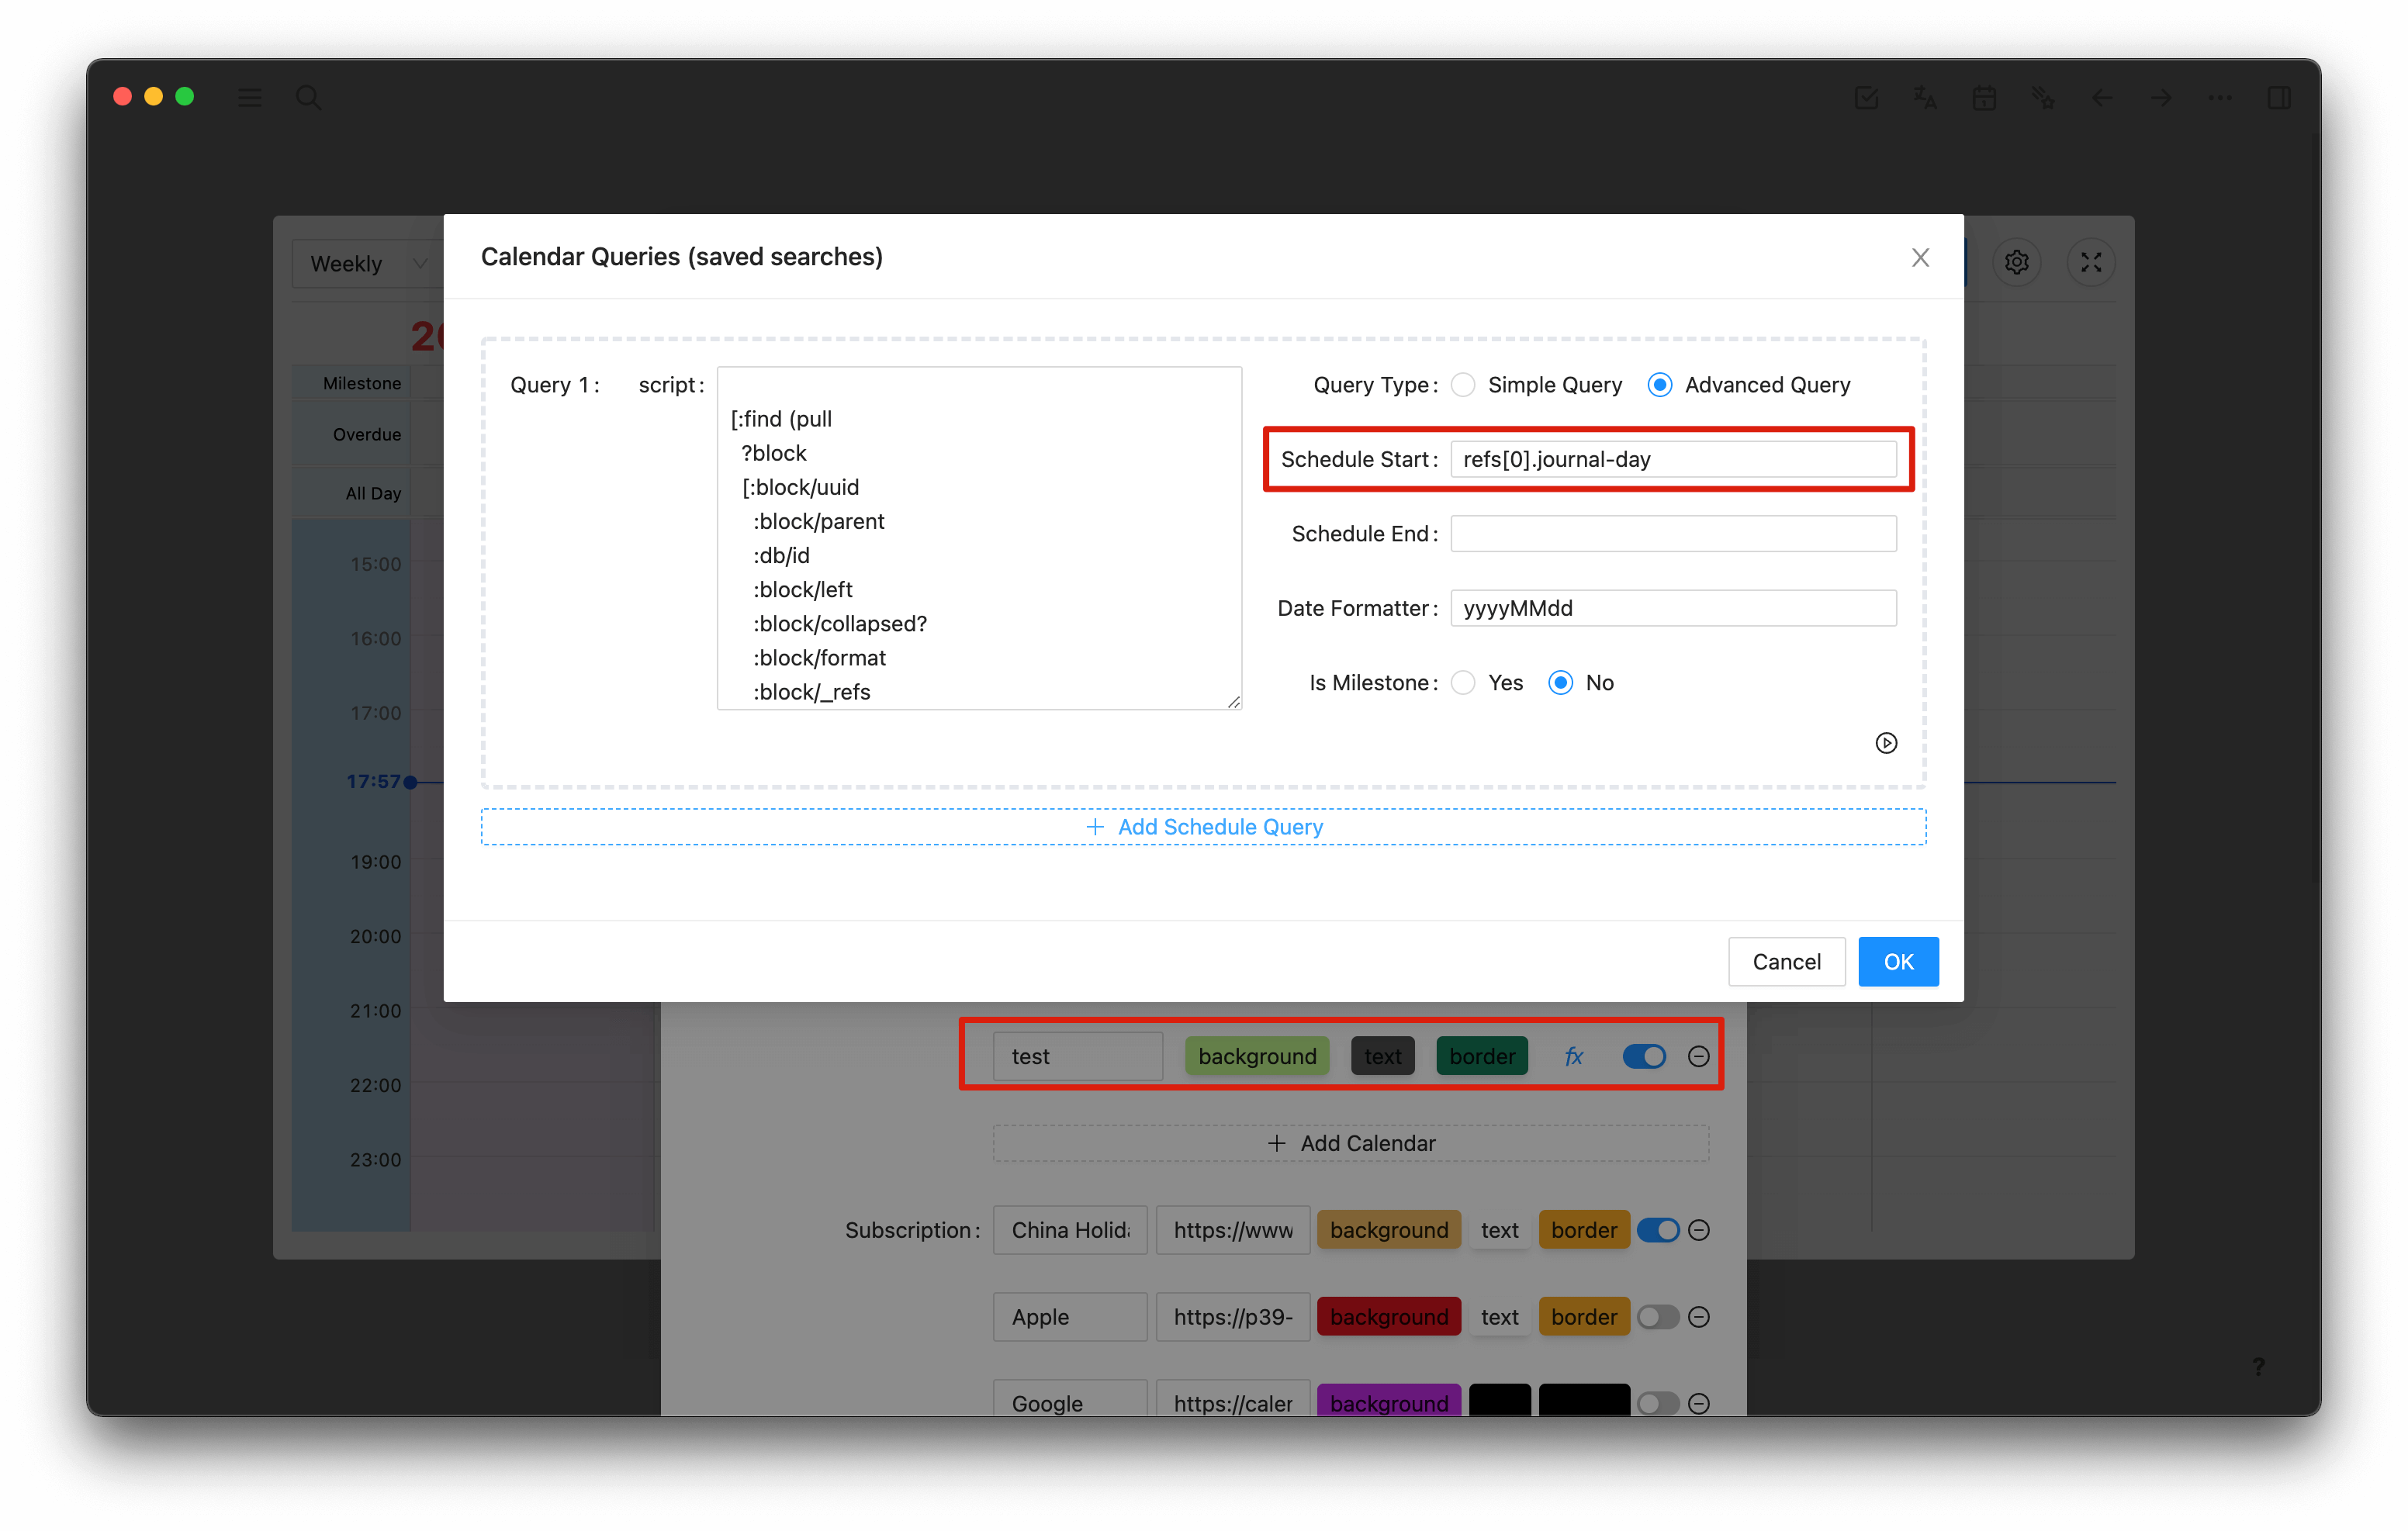 Calendar Queries (saved searches)
Weekly
20
Milestone
Overdue
All Day
15:00
16:00
17:00
17:57
19:00
20:00
21:00
22:00
23:00
Query 1 :
script :
[:find (pull
?block
[:block/uuid
:block/parent
:db/id
:block/left
:block/collapsed?
:block/format
:block/_refs
Query Type : Simple Query Advanced Query
Schedule Start : refs[0].journal-day
Schedule End :
Date Formatter : yyyyMMdd
Is Milestone : Yes No
+ Add Schedule Query
Cancel OK
test background text border fx
+ Add Calendar
Subscription : China Holid https://www background text border
Apple https://p39- background text border
Google https://caler background
?